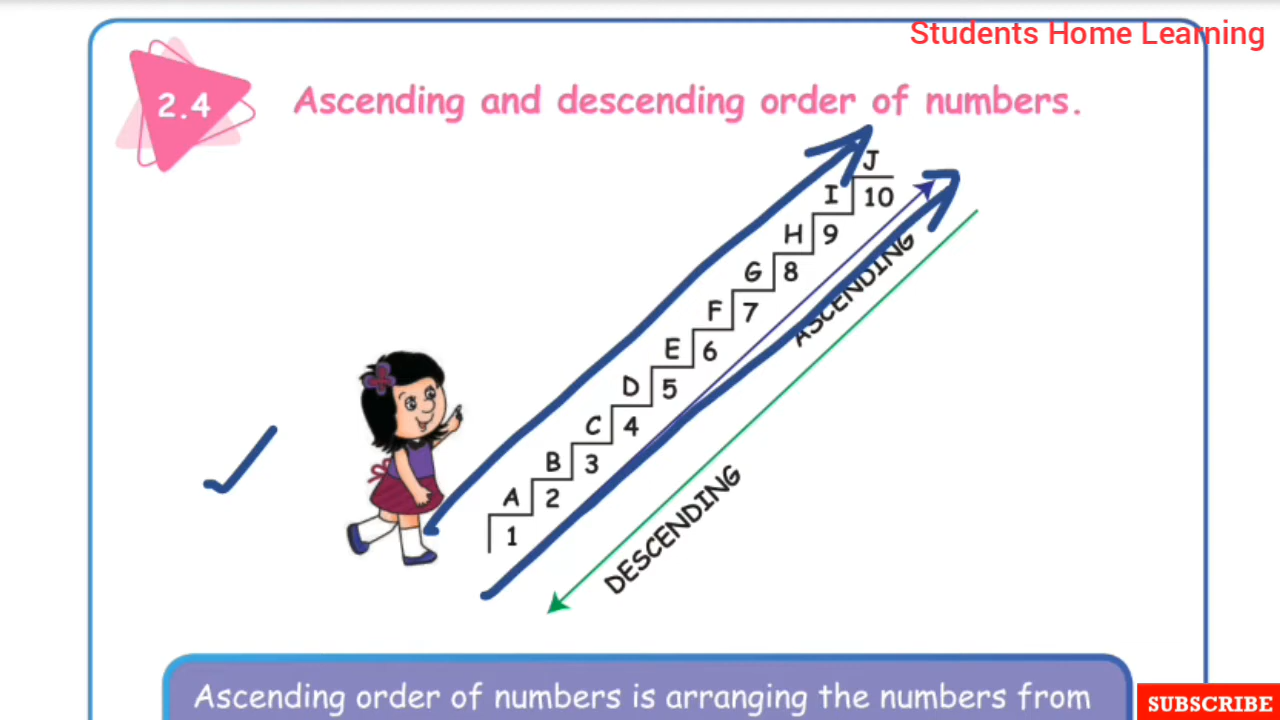 Students Home Learning
2.4 Ascending and descending order of numbers.
J
I 10
H 9
G 8
F 7
E 6
D 5
C 4
B 3
A 2
1
ASCENDING
DESCENDING
Ascending order of numbers is arranging the numbers from
SUBSCRIBE